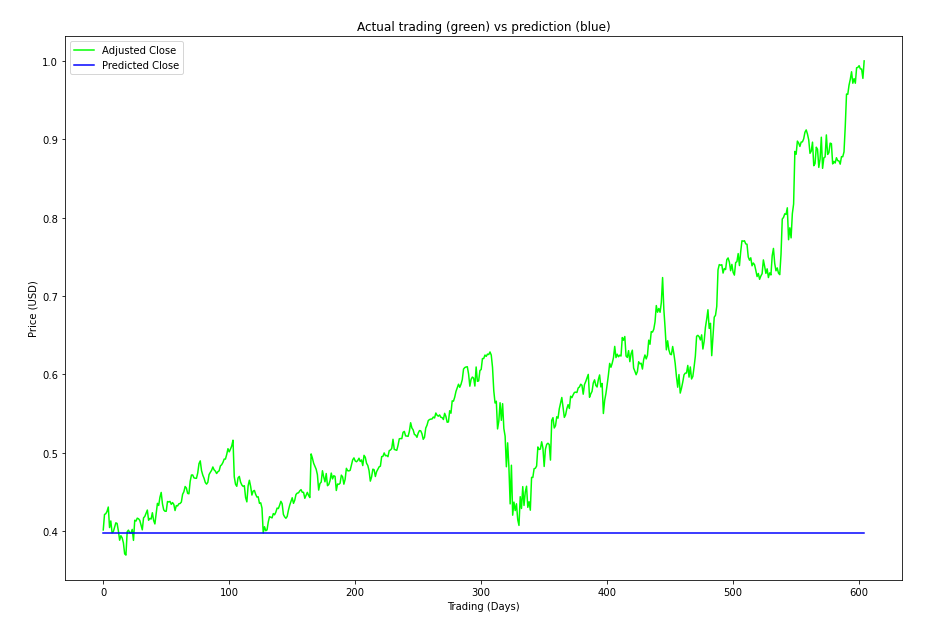 Actual trading (green) vs prediction (blue)
Adjusted Close
Predicted Close
1.0
0.9
0.8
0.7
0.6
0.5
0.4
Price (USD)
0 100 200 300 400 500 600
Trading (Days)